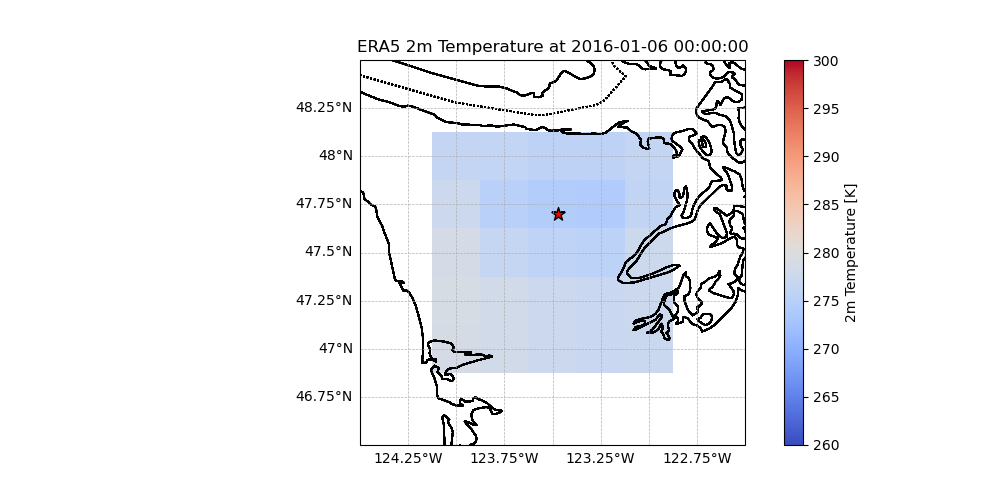 ERA5 2m Temperature at 2016-01-06 00:00:00
48.25°N
48°N
47.75°N
47.5°N
47.25°N
47°N
46.75°N
124.25°W 123.75°W 123.25°W 122.75°W
300
295
290
285
280
275
270
265
260
2m Temperature [K]